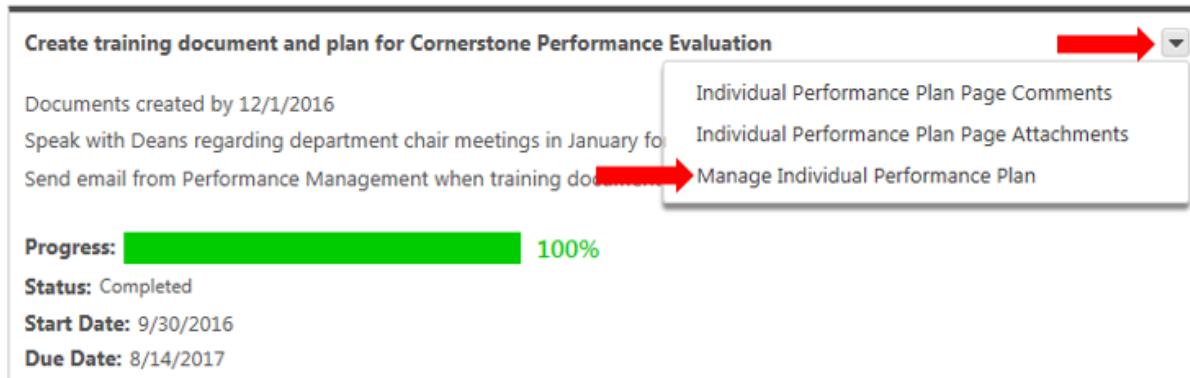 Create training document and plan for Cornerstone Performance Evaluation
Individual Performance Plan Page Comments
Documents created by 12/1/2016
Individual Performance Plan Page Attachments
Speak with Deans regarding department chair meetings in January
Manage Individual Performance Plan
Send email from Performance Management when training
Progress: 100%
Status: Completed
Start Date: 9/30/2016
Due Date: 8/14/2017